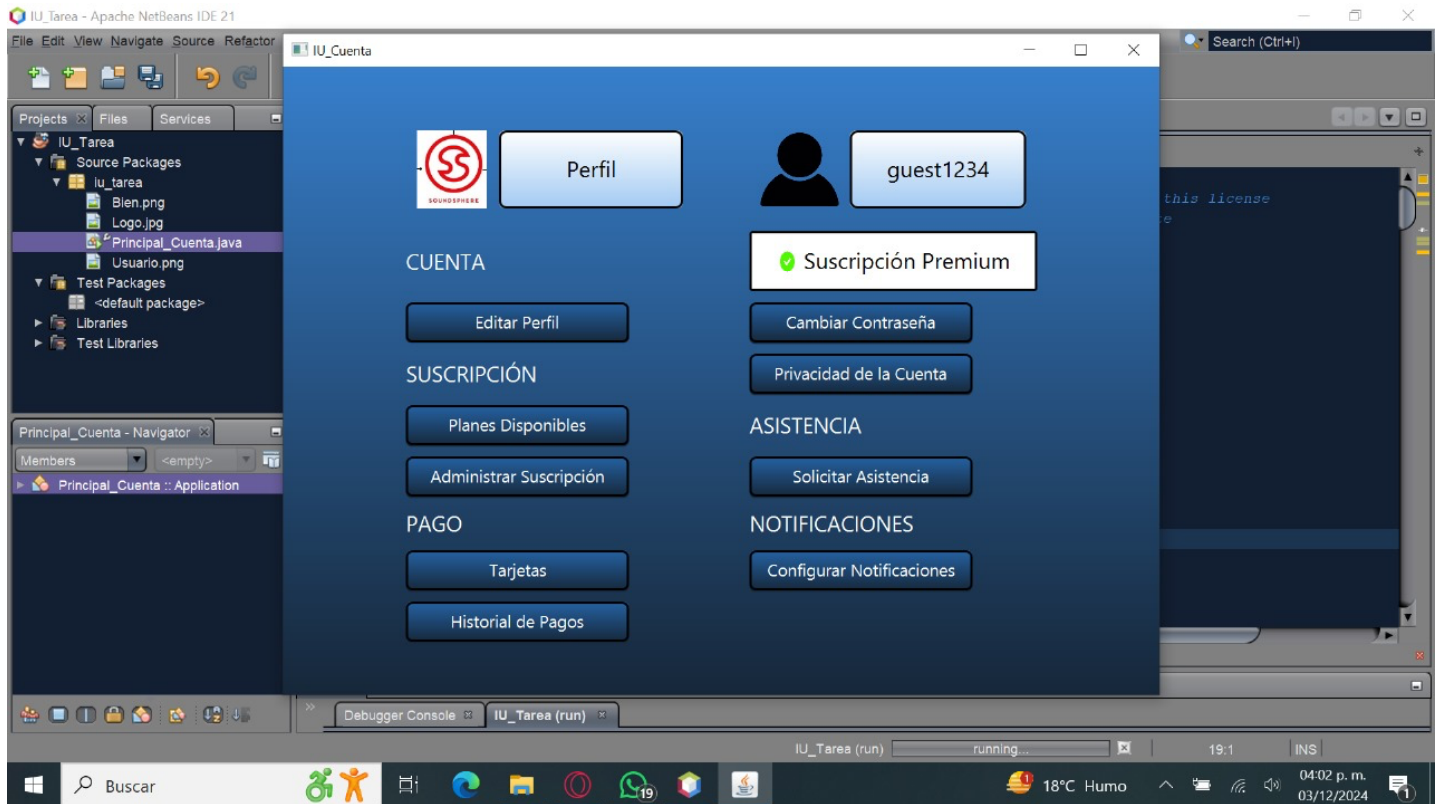 IU_Tarea - Apache NetBeans IDE 21
File Edit View Navigate Source Refactor
Search (Ctrl+I)
IU_Cuenta
Projects Files Services
IU_Tarea
Source Packages
iu_tarea
Bien.png
Logo.jpg
Principal_Cuenta.java
Usuario.png
Test Packages
<default package>
Libraries
Test Libraries
Principal_Cuenta - Navigator
Members <empty>
Principal_Cuenta :: Application
SS
SOUNDSPHERE
Perfil
guest1234
CUENTA
Suscripción Premium
Editar Perfil
Cambiar Contraseña
SUSCRIPCIÓN
Privacidad de la Cuenta
Planes Disponibles
ASISTENCIA
Administrar Suscripción
Solicitar Asistencia
PAGO
NOTIFICACIONES
Tarjetas
Configurar Notificaciones
Historial de Pagos
this license
Debugger Console IU_Tarea (run)
IU_Tarea (run) running... 19:1 INS
Buscar
19
1
18°C Humo
04:02 p. m.
03/12/2024
1